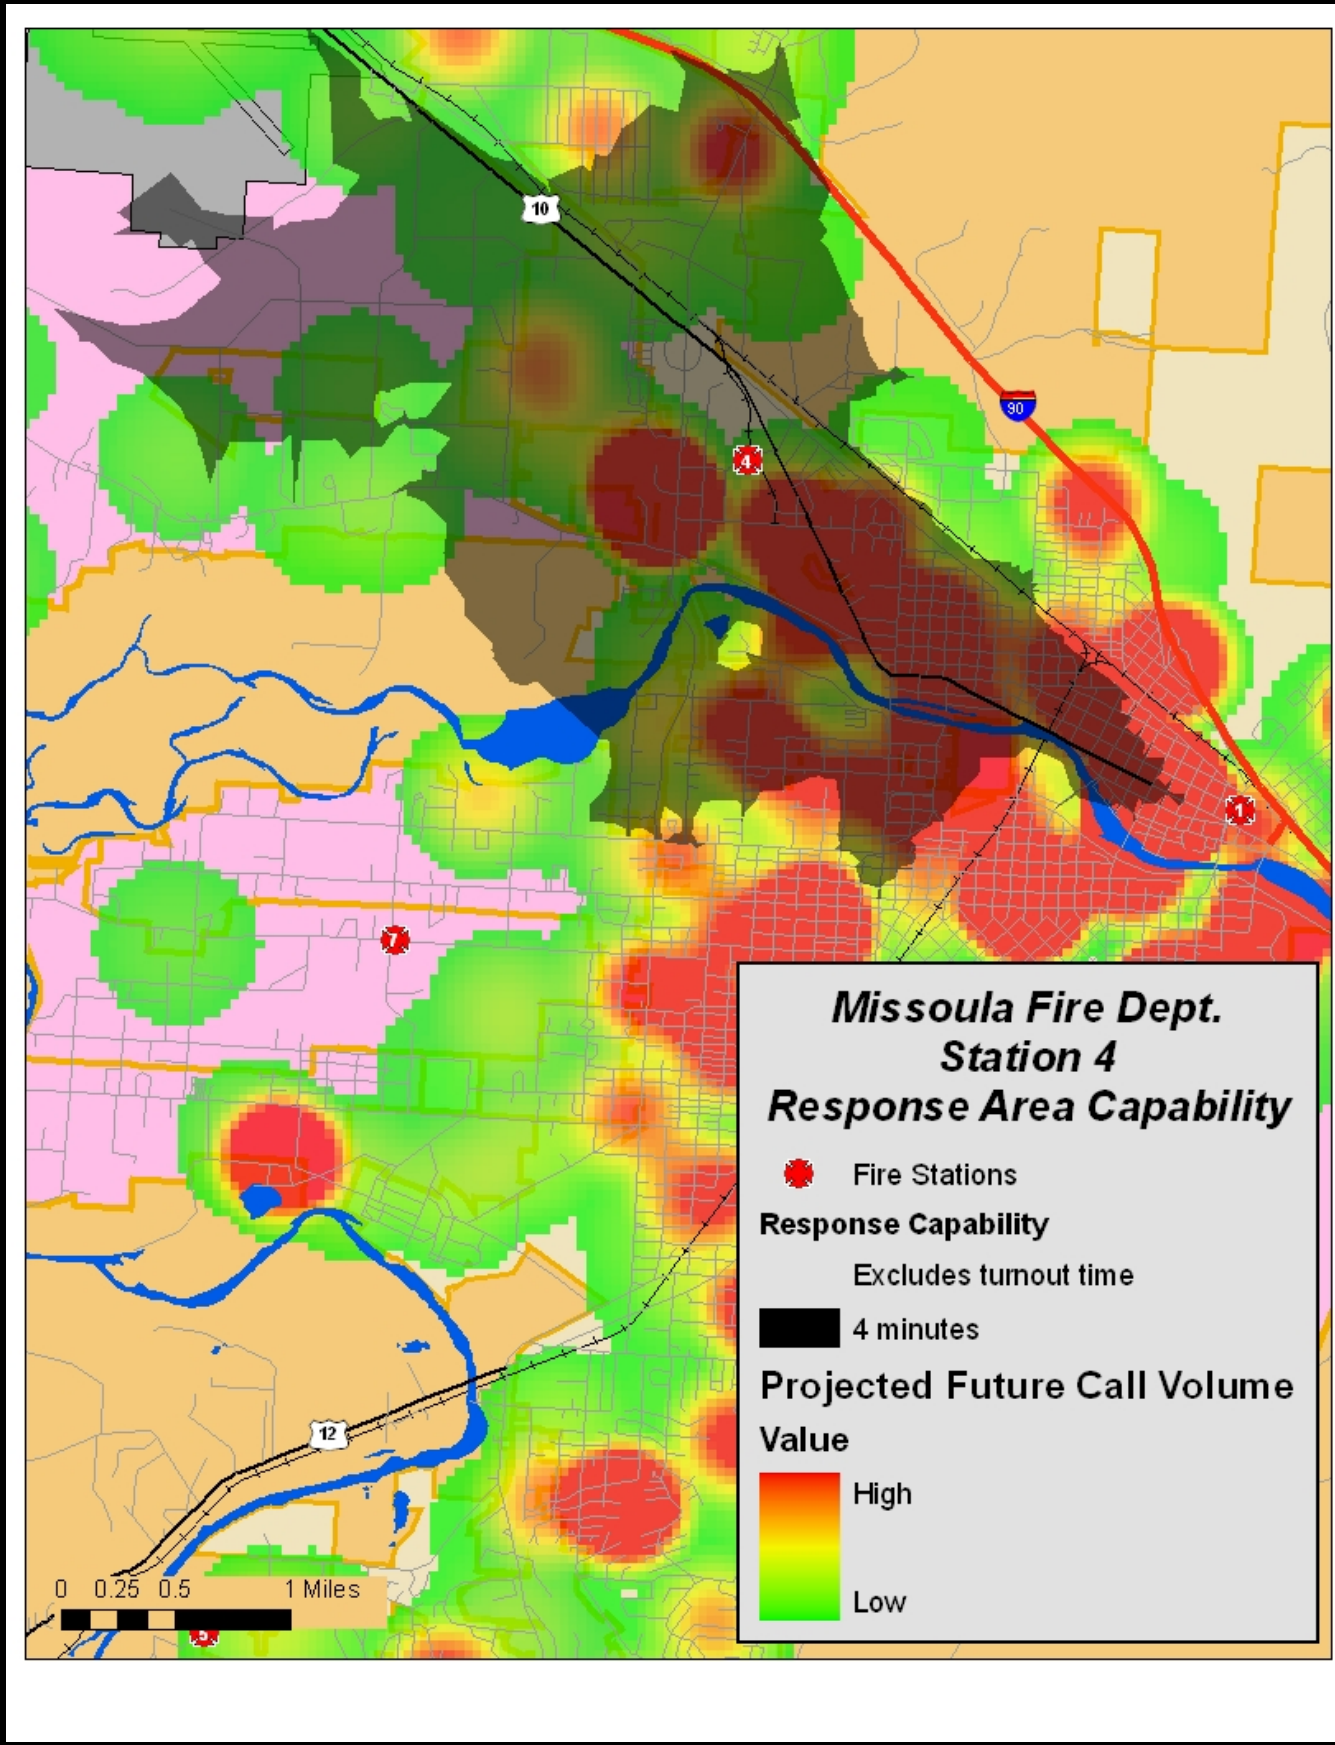 10
90
4
1
7
12
5
0 0.25 0.5 1 Miles
Missoula Fire Dept.
Station 4
Response Area Capability
Fire Stations
Response Capability
Excludes turnout time
4 minutes
Projected Future Call Volume
Value
High
Low